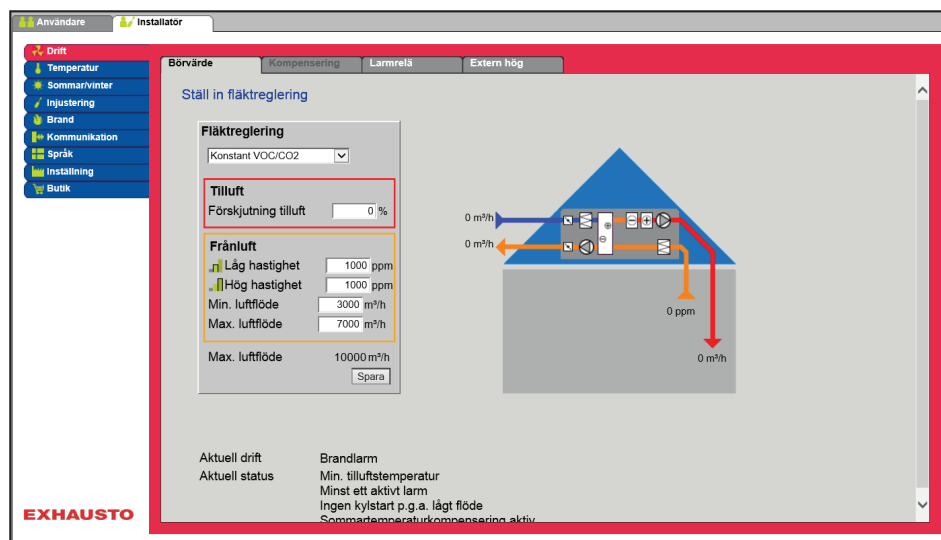 Användare
Installatör
Drift
Temperatur
Sommar/vinter
Injustering
Brand
Kommunikation
Språk
Inställning
Butik
Börvärde
Kompensering
Larmrelä
Extern hög
Ställ in fläktreglering
Fläktreglering
Konstant VOC/CO2
Tilluft
Förskjutning tilluft 0 %
Frånluft
Låg hastighet 1000 ppm
Hög hastighet 1000 ppm
Min. luftflöde 3000 m³/h
Max. luftflöde 7000 m³/h
Max. luftflöde 10000 m³/h
Spara
0 m³/h
0 m³/h
0 ppm
0 m³/h
Aktuell drift Brandlarm
Aktuell status Min. tilluftstemperatur
Minst ett aktivt larm
Ingen kylstart p.g.a. lågt flöde
Sommartemperaturkompensering aktiv
EXHAUSTO